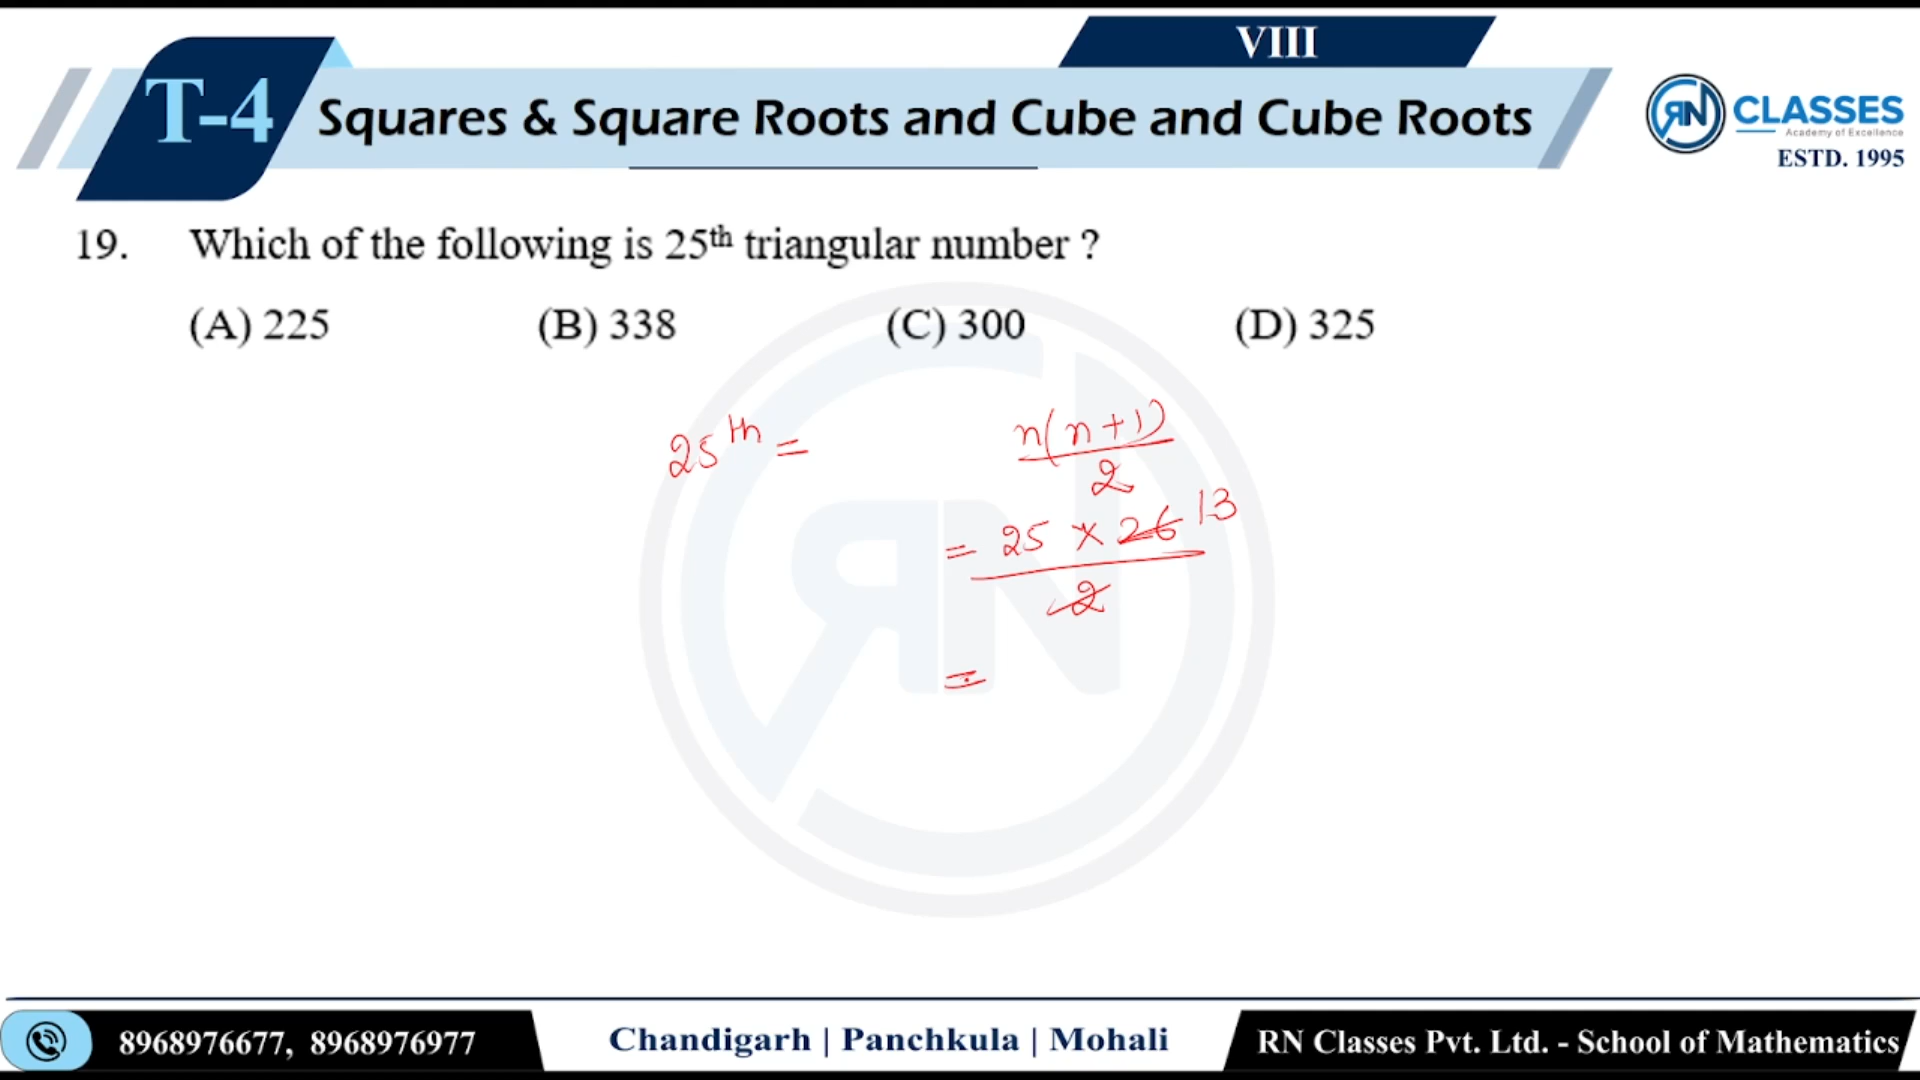 VIII
T-4 Squares & Square Roots and Cube and Cube Roots
RN CLASSES
Academy of Excellence
ESTD. 1995
19. Which of the following is 25th triangular number ?
(A) 225 (B) 338 (C) 300 (D) 325
25th = n(n+1)
2
= 25 × 26 13
2
=
RN
8968976677, 8968976977 Chandigarh | Panchkula | Mohali RN Classes Pvt. Ltd. - School of Mathematics